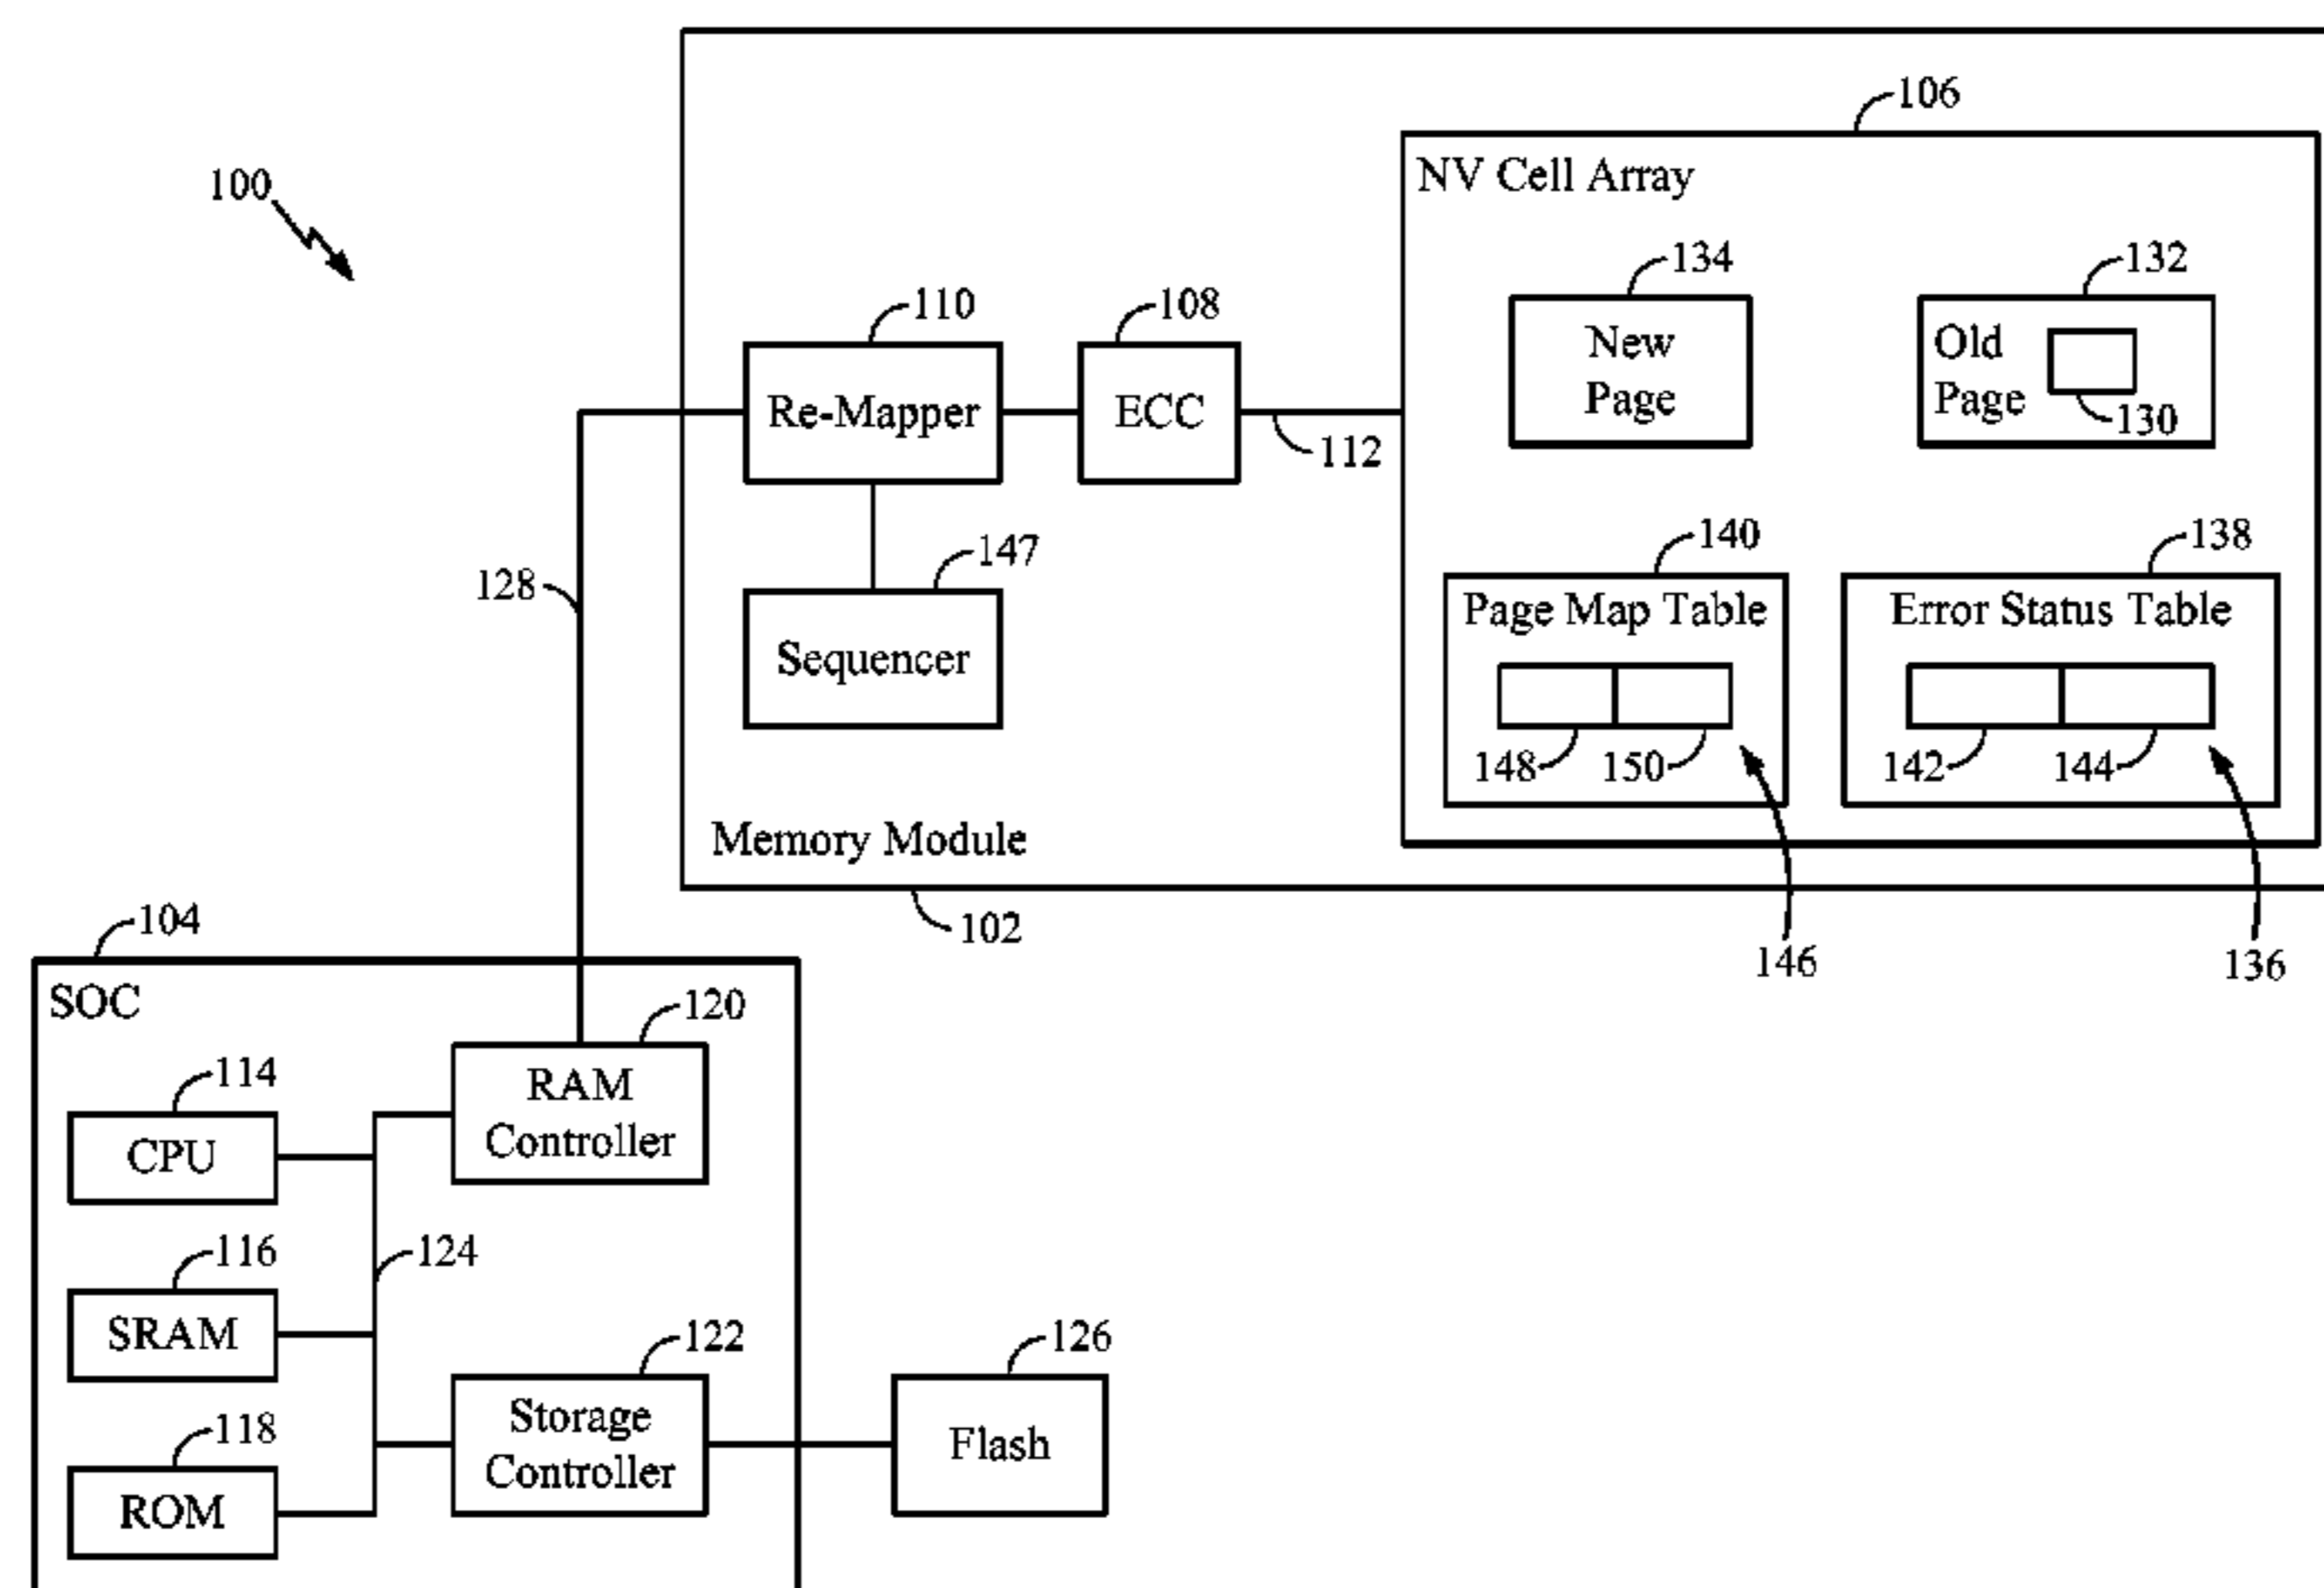 106
NV Cell Array
100
134
132
110
108
New
Page
Old
Page
130
Re-Mapper
ECC
112
147
140
138
128
Page Map Table
Error Status Table
Sequencer
148
150
142
144
Memory Module
104
102
146
136
SOC
120
114
RAM
Controller
CPU
116
124
SRAM
122
126
118
Storage
Controller
Flash
ROM